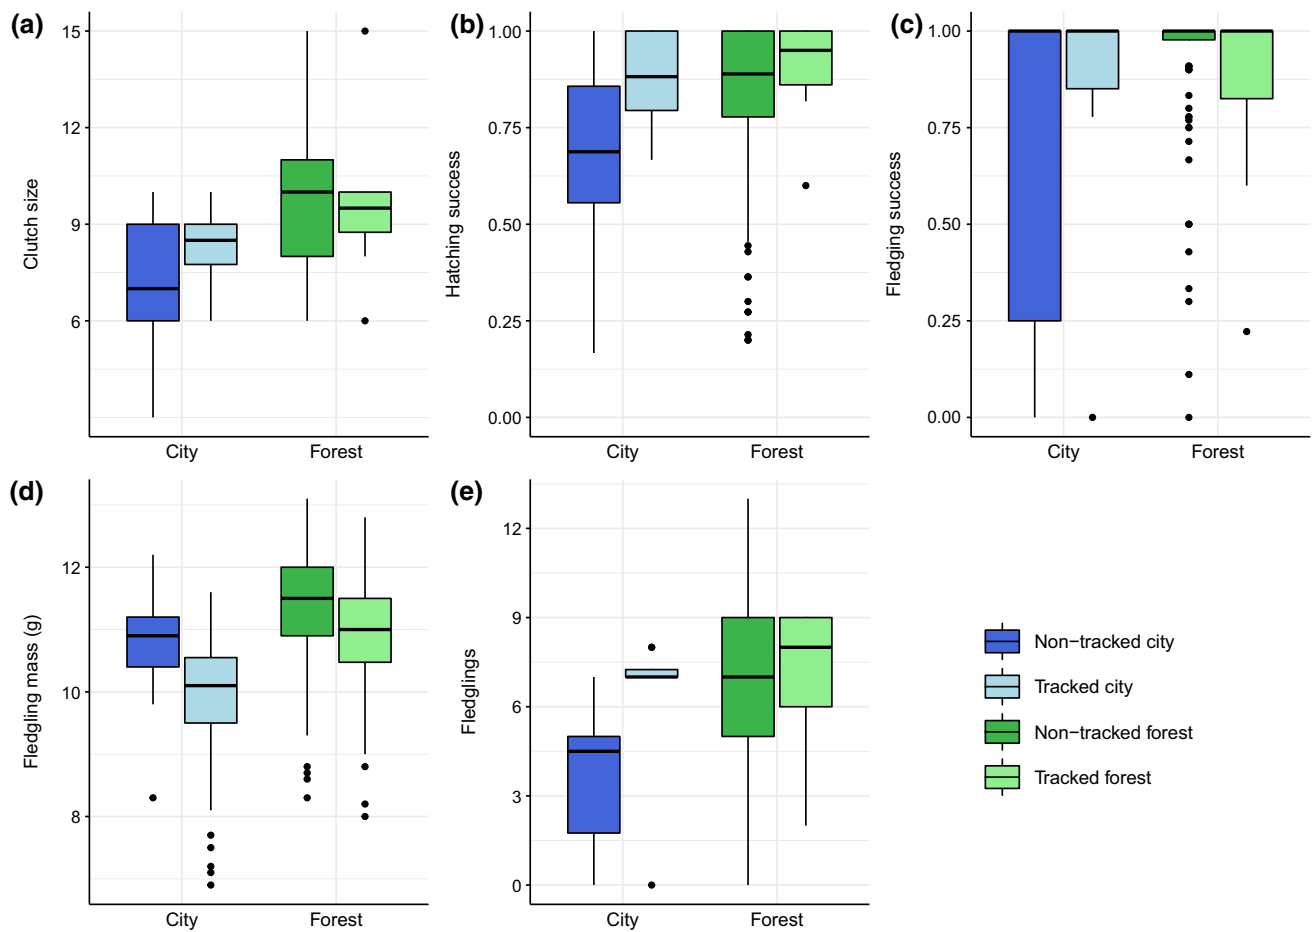 (a)
15
12
9
6
Clutch size
City
Forest
(b)
1.00
0.75
0.50
0.25
0.00
Hatching success
City
Forest
(c)
1.00
0.75
0.50
0.25
0.00
Fledging success
City
Forest
(d)
12
10
8
Fledgling mass (g)
City
Forest
(e)
12
9
6
3
0
Fledglings
City
Forest
Non-tracked city
Tracked city
Non-tracked forest
Tracked forest